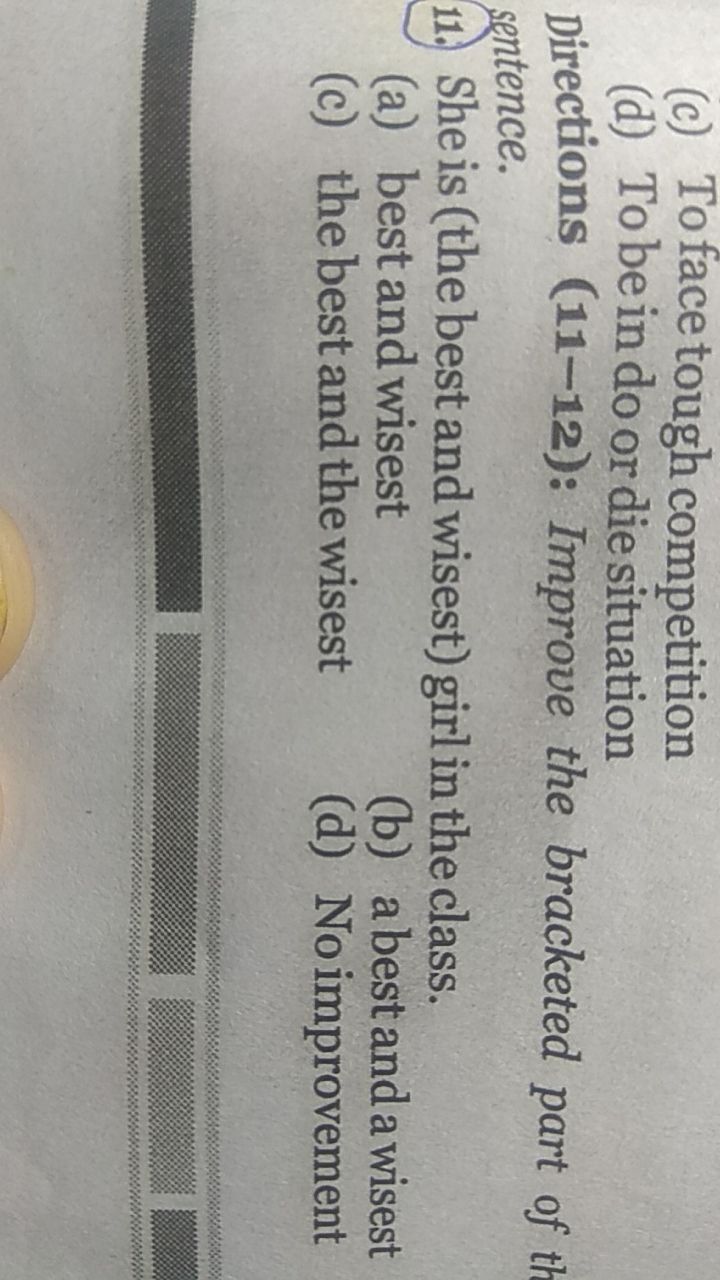 (c) To face tough competition
(d) To be in do or die situation
Directions (11–12): Improve the bracketed part of
sentence.
11. She is (the best and wisest) girl in the class.
(a) best and wisest (b) a best and a wisest
(c) the best and the wisest (d) No improvement